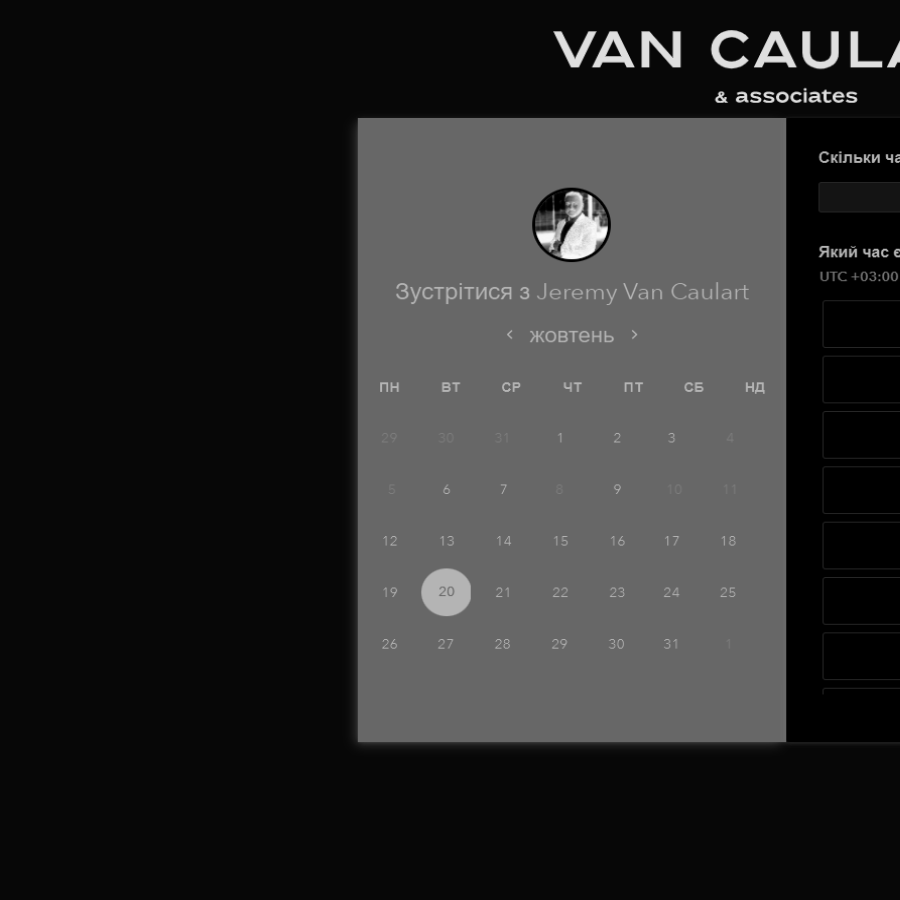 VAN CAULA
& associates
Зустрітися з Jeremy Van Caulart
жовтень
ПН ВТ СР ЧТ ПТ СБ НД
29 30 31 1 2 3 4
5 6 7 8 9 10 11
12 13 14 15 16 17 18
19 20 21 22 23 24 25
26 27 28 29 30 31 1
Скільки ча
Який час є
UTC +03:00